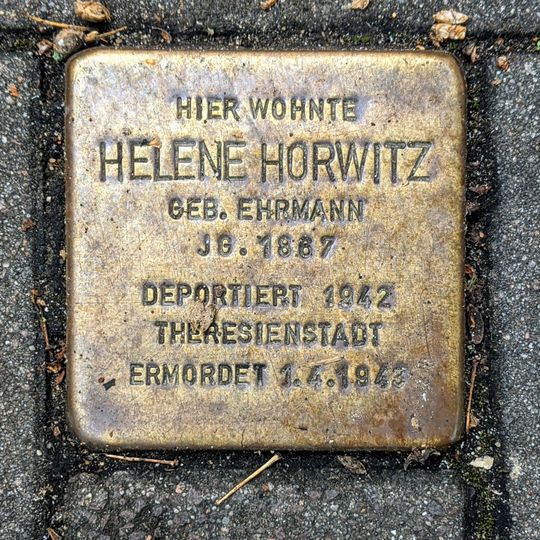 HIER WOHNTE
HELENE HORWITZ
GEB. EHRMANN
JG. 1867
DEPORTIERT 1942
THERESIENSTADT
ERMORDET 1.4.1943